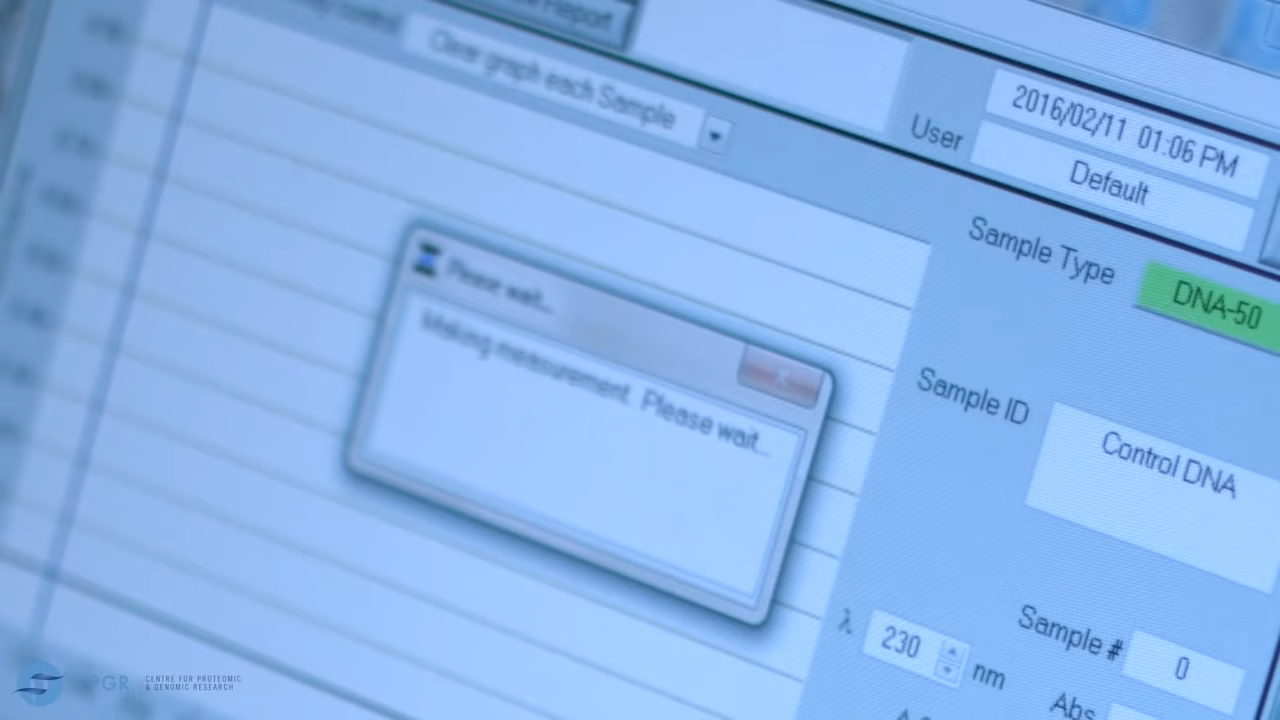 Report
Clear graph each Sample
2016/02/11 01:06 PM
User
Default
Sample Type
DNA-50
Please wait...
Making measurement. Please wait...
Sample ID
Control DNA
λ 230 nm
Sample # 0
Abs
PGR
CENTRE FOR PROTEOMIC
& GENOMIC RESEARCH